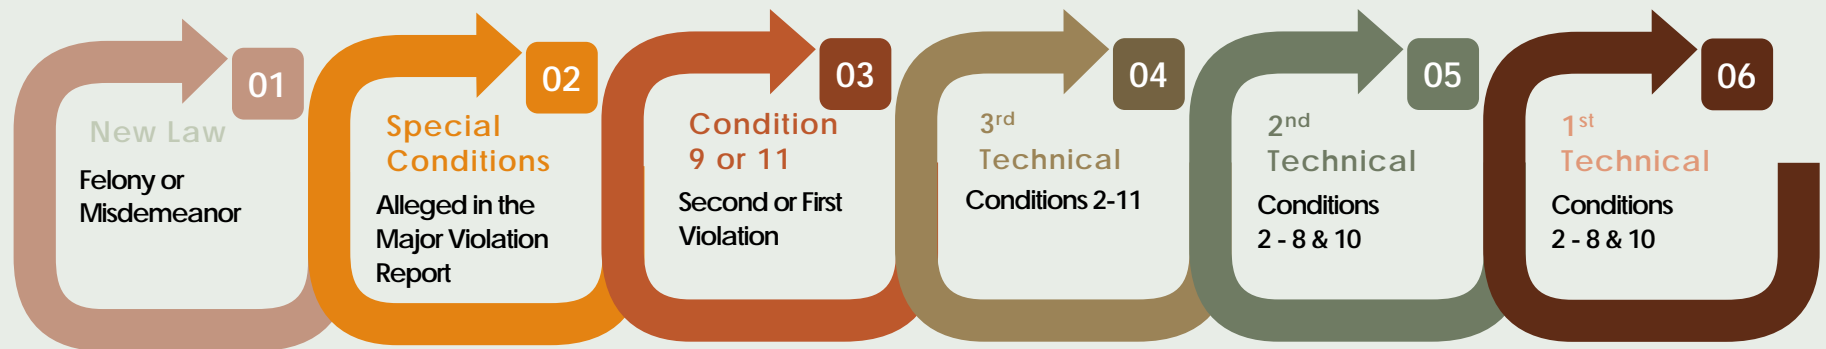 01
New Law
Felony or
Misdemeanor
02
Special
Conditions
Alleged in the
Major Violation
Report
03
Condition
9 or 11
Second or First
Violation
04
3rd
Technical
Conditions 2-11
05
2nd
Technical
Conditions
2 - 8 & 10
06
1st
Technical
Conditions
2 - 8 & 10